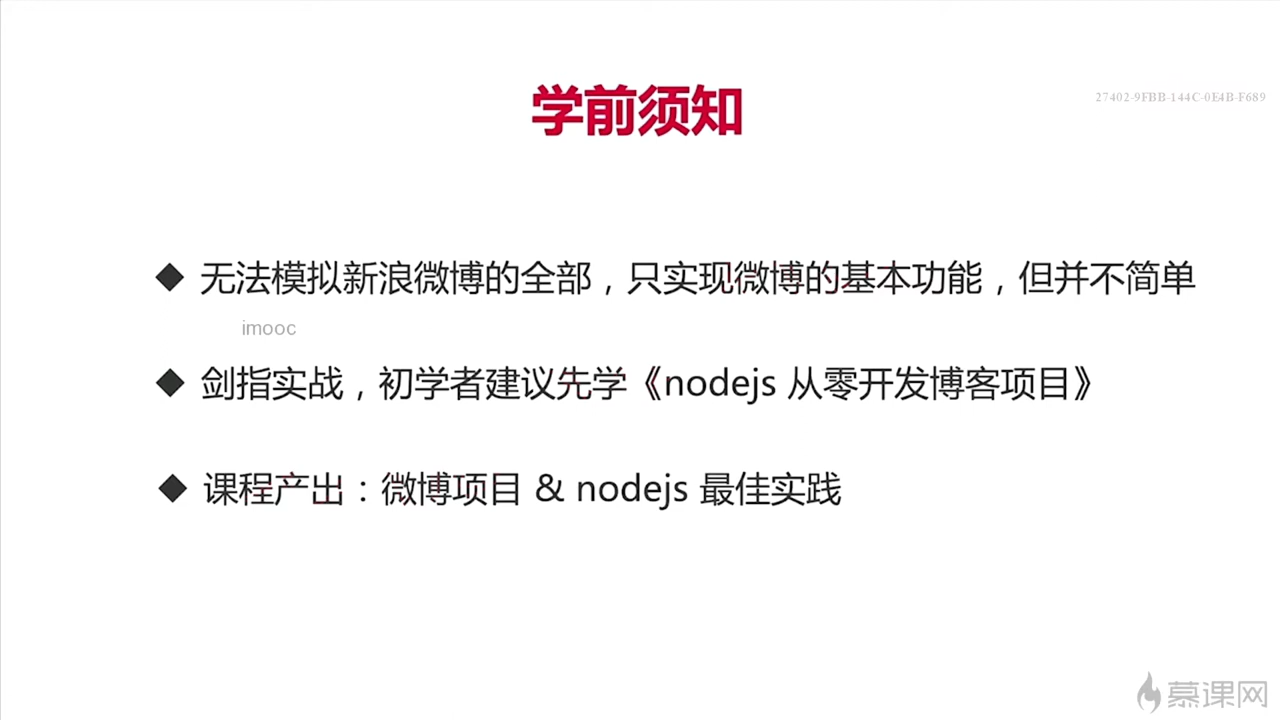 学前须知
27402-9FBB-144C-0E4B-F689
◆ 无法模拟新浪微博的全部，只实现微博的基本功能，但并不简单
imooc
◆ 剑指实战，初学者建议先学《nodejs 从零开发博客项目》
◆ 课程产出：微博项目 & nodejs 最佳实践
慕课网